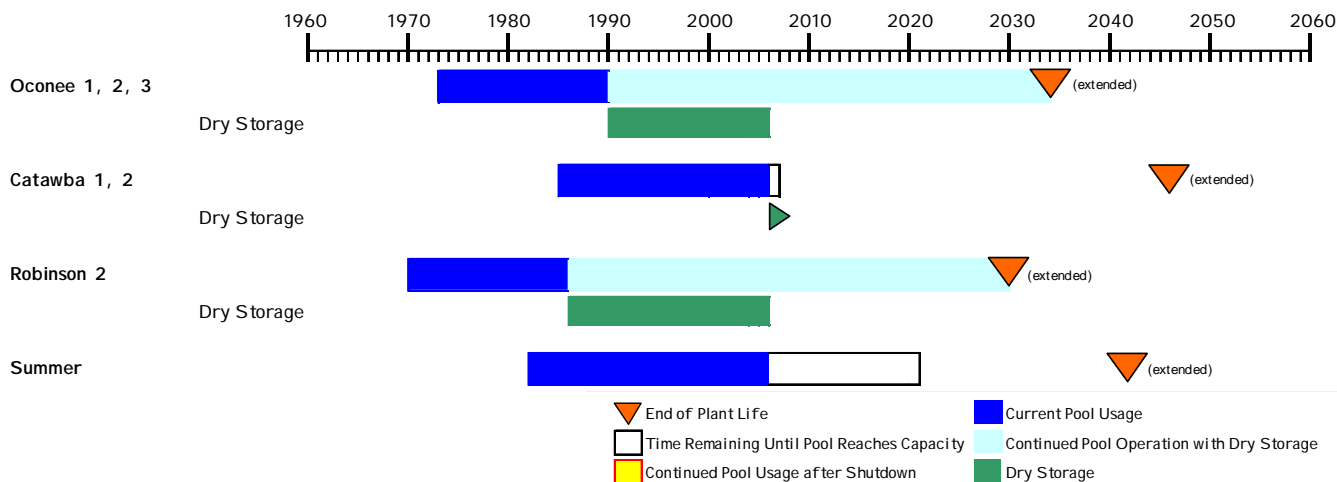 1960 1970 1980 1990 2000 2010 2020 2030 2040 2050 2060
Oconee 1, 2, 3 (extended)
Dry Storage
Catawba 1, 2 (extended)
Dry Storage
Robinson 2 (extended)
Dry Storage
Summer (extended)
End of Plant Life Current Pool Usage
Time Remaining Until Pool Reaches Capacity Continued Pool Operation with Dry Storage
Continued Pool Usage after Shutdown Dry Storage